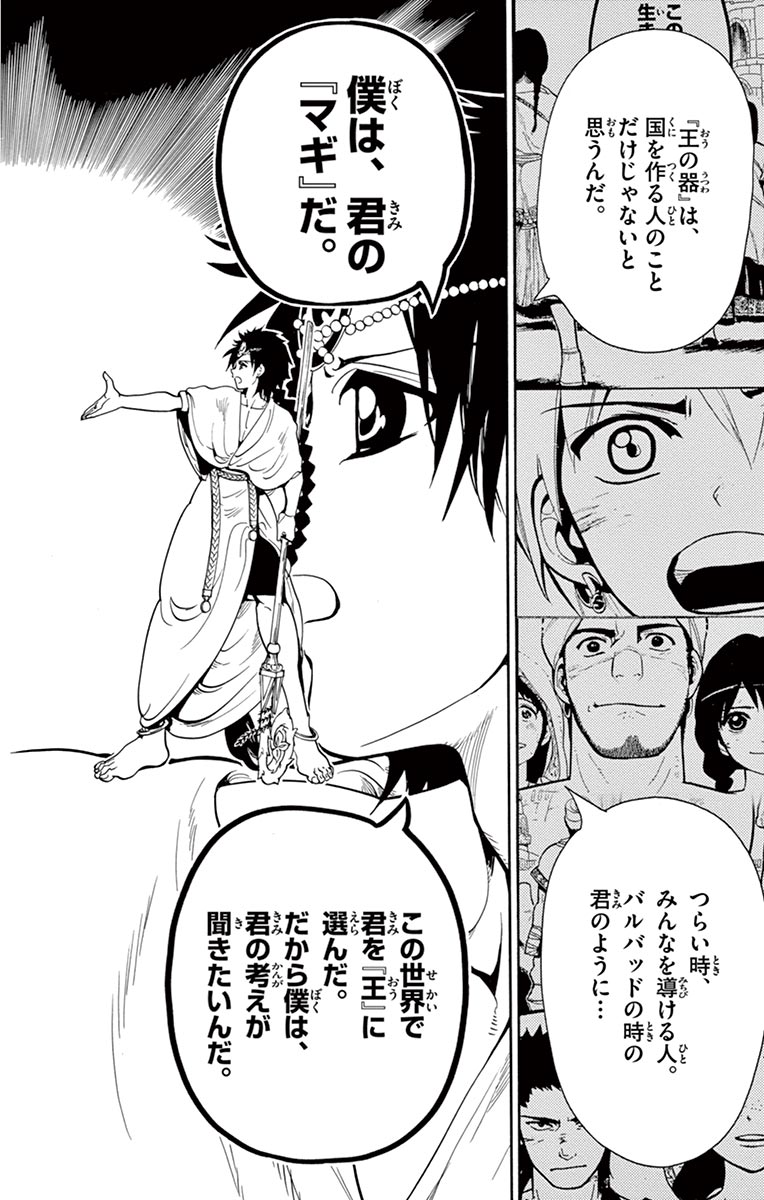 この
生
『王の器』は、
国を作る人のこと
だけじゃないと
思うんだ。
つらい時、
みんなを導ける人。
バルバッドの時の
君のように…
僕は、君の
『マギ』だ。
この世界で
君を『王』に
選んだ。
だから僕は、
君の考えが
聞きたいんだ。